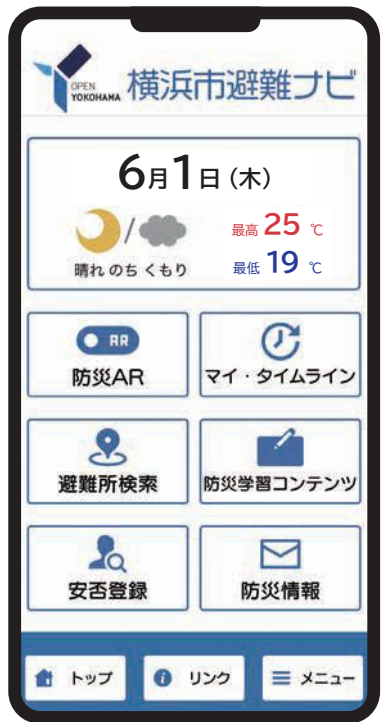 OPEN
YOKOHAMA
横浜市避難ナビ
6月1日（木）
最高 25 ℃
晴れ のち くもり
最低 19 ℃
AR
防災AR
マイ・タイムライン
避難所検索
防災学習コンテンツ
安否登録
防災情報
トップ
リンク
メニュー